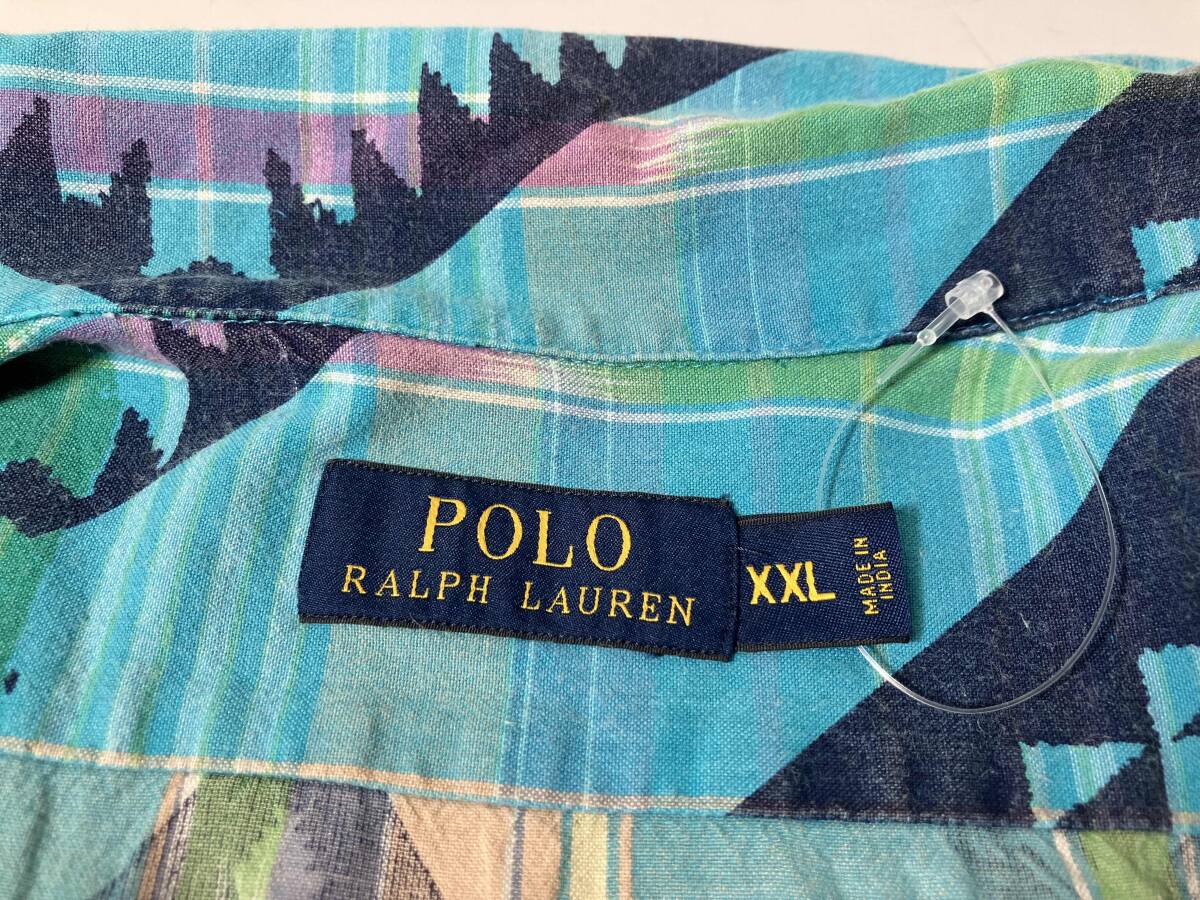 POLO
RALPH LAUREN
XXL
MADE IN
INDIA